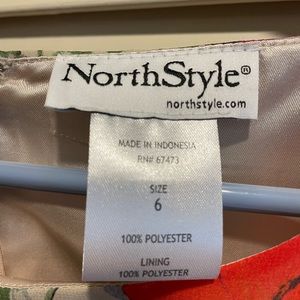 NorthStyle®
northstyle.com
MADE IN INDONESIA
RN# 67473
SIZE
6
100% POLYESTER
LINING
100% POLYESTER